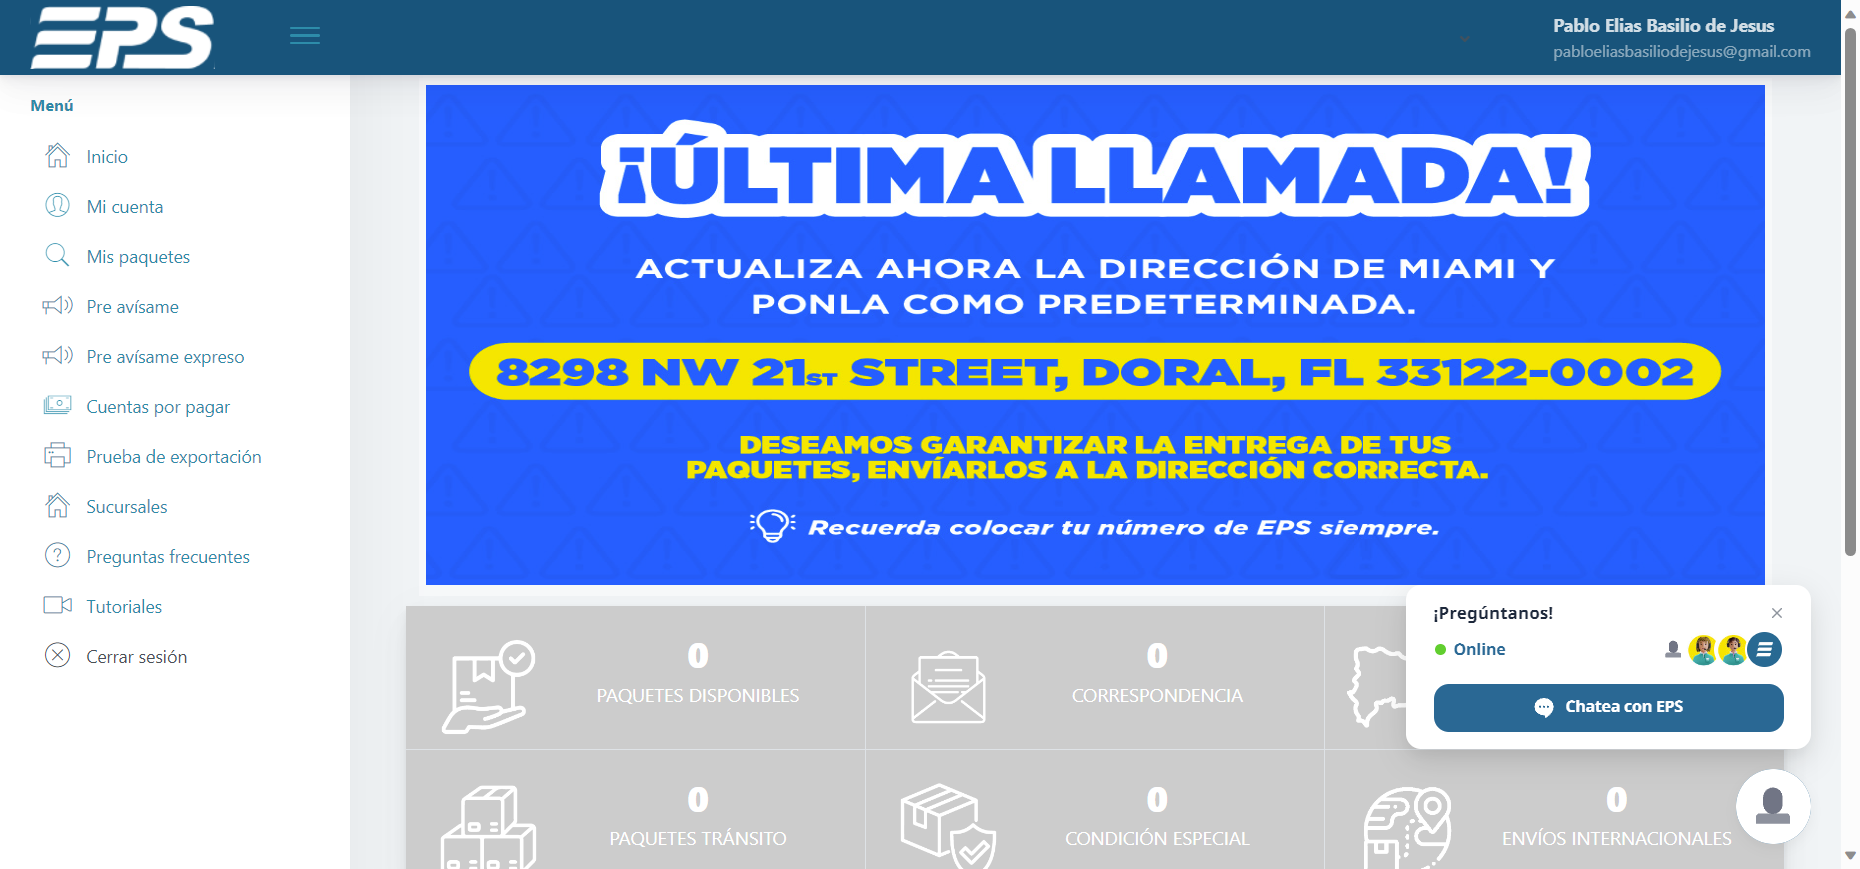 EPS
Pablo Elias Basilio de Jesus
pabloeliasbasiliodejesus@gmail.com
Menú
Inicio
Mi cuenta
Mis paquetes
Pre avísame
Pre avísame expreso
Cuentas por pagar
Prueba de exportación
Sucursales
Preguntas frecuentes
Tutoriales
Cerrar sesión
¡ÚLTIMA LLAMADA!
ACTUALIZA AHORA LA DIRECCIÓN DE MIAMI Y
PONLA COMO PREDETERMINADA.
8298 NW 21ST STREET, DORAL, FL 33122-0002
DESEAMOS GARANTIZAR LA ENTREGA DE TUS
PAQUETES, ENVÍARLOS A LA DIRECCIÓN CORRECTA.
Recuerda colocar tu número de EPS siempre.
0
PAQUETES DISPONIBLES
0
CORRESPONDENCIA
0
PAQUETES TRÁNSITO
0
CONDICIÓN ESPECIAL
0
ENVÍOS INTERNACIONALES
¡Pregúntanos!
Online
Chatea con EPS